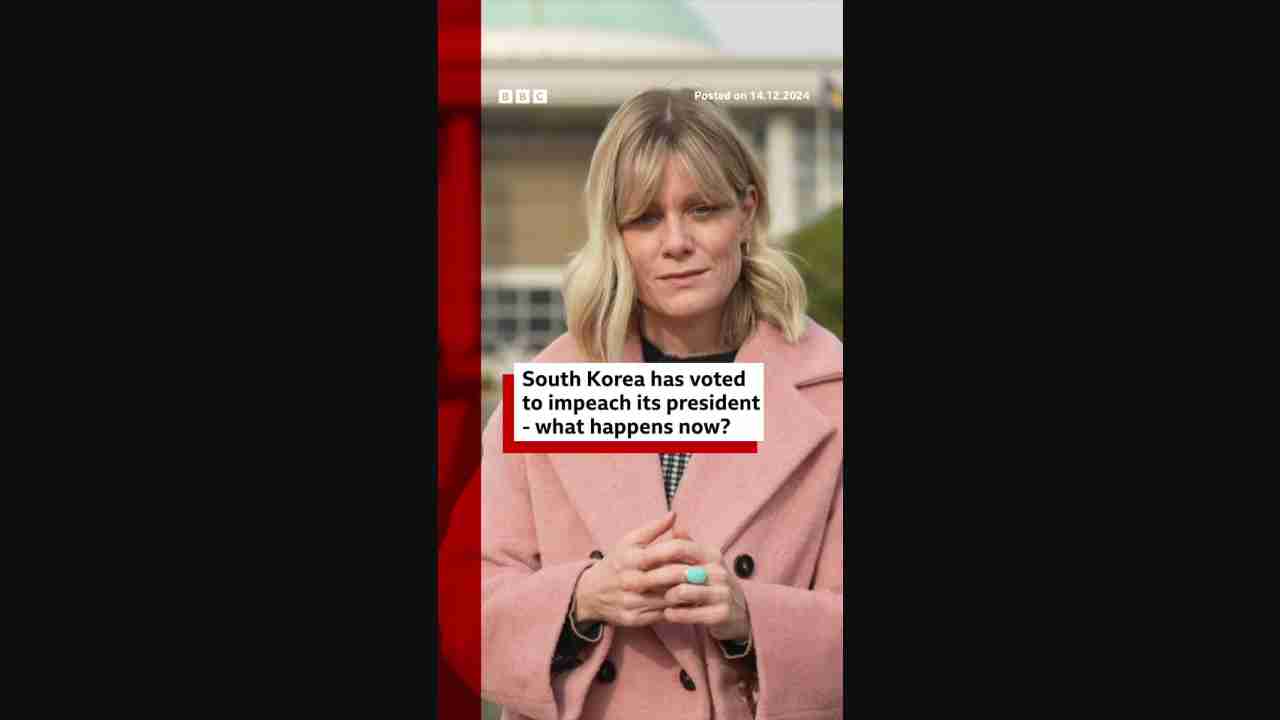 BBC
Posted on 14.12.2024
South Korea has voted
to impeach its president
- what happens now?